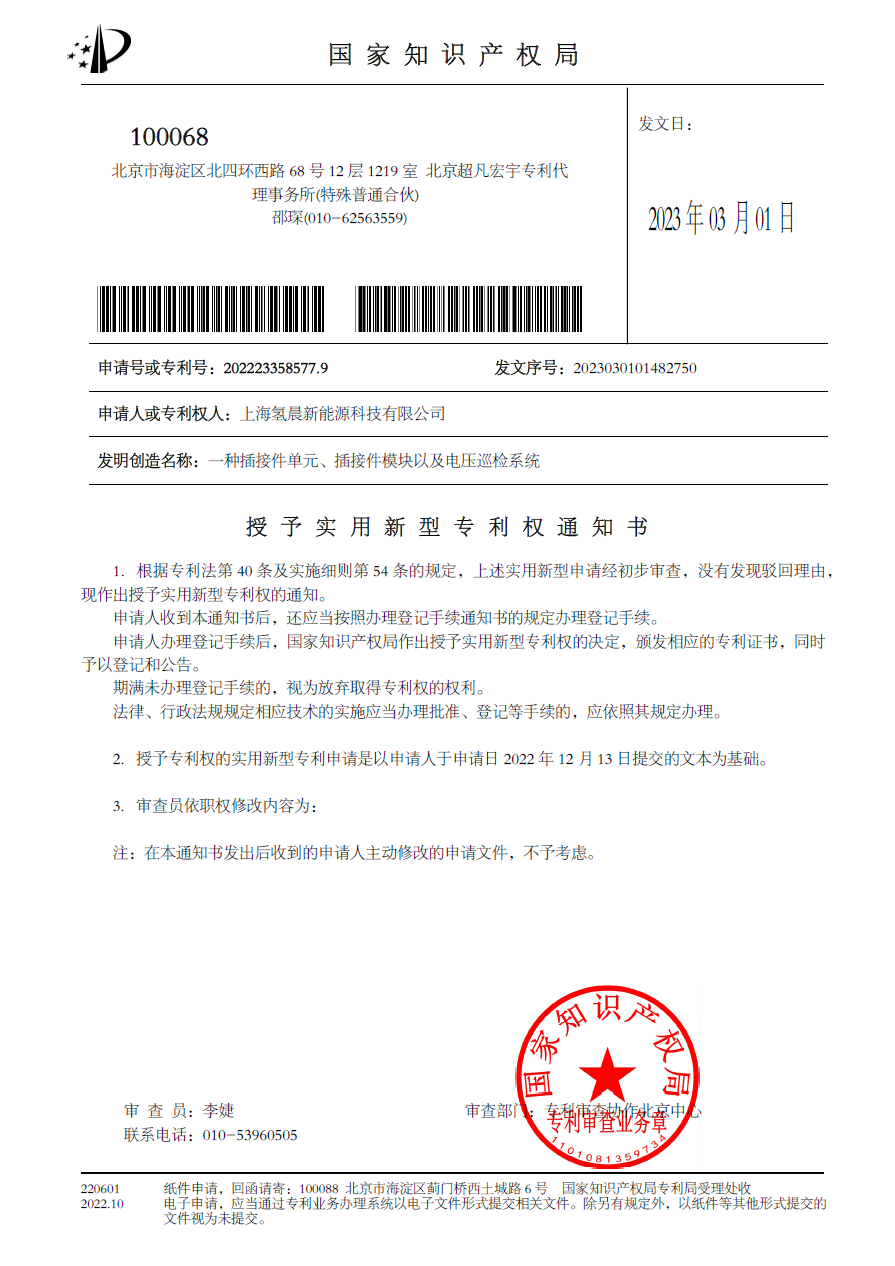 国家知识产权局
100068
北京市海淀区北四环西路 68 号 12 层 1219 室 北京超凡宏宇专利代
理事务所(特殊普通合伙)
邵琛(010-62563559)
发文日：
2023 年 03 月 01 日
申请号或专利号：202223358577.9 发文序号：2023030101482750
申请人或专利权人：上海氢晨新能源科技有限公司
发明创造名称：一种插接件单元、插接件模块以及电压巡检系统
授予实用新型专利权通知书
1. 根据专利法第 40 条及实施细则第 54 条的规定，上述实用新型申请经初步审查，没有发现驳回理由，
现作出授予实用新型专利权的通知。
申请人收到本通知书后，还应当按照办理登记手续通知书的规定办理登记手续。
申请人办理登记手续后，国家知识产权局作出授予实用新型专利权的决定，颁发相应的专利证书，同时
予以登记和公告。
期满未办理登记手续的，视为放弃取得专利权的权利。
法律、行政法规规定相应技术的实施应当办理批准、登记等手续的，应依照其规定办理。
2. 授予专利权的实用新型专利申请是以申请人于申请日 2022 年 12 月 13 日提交的文本为基础。
3. 审查员依职权修改内容为：
注：在本通知书发出后收到的申请人主动修改的申请文件，不予考虑。
国家知识产权局
审 查 员：李婕 审查部门：专利审查协作北京中心
专利审查业务章
联系电话：010-53960505
1101081359734
220601 纸件申请，回函请寄：100088 北京市海淀区蓟门桥西土城路 6 号 国家知识产权局专利局受理处收
2022.10 电子申请，应当通过专利业务办理系统以电子文件形式提交相关文件。除另有规定外，以纸件等其他形式提交的
文件视为未提交。